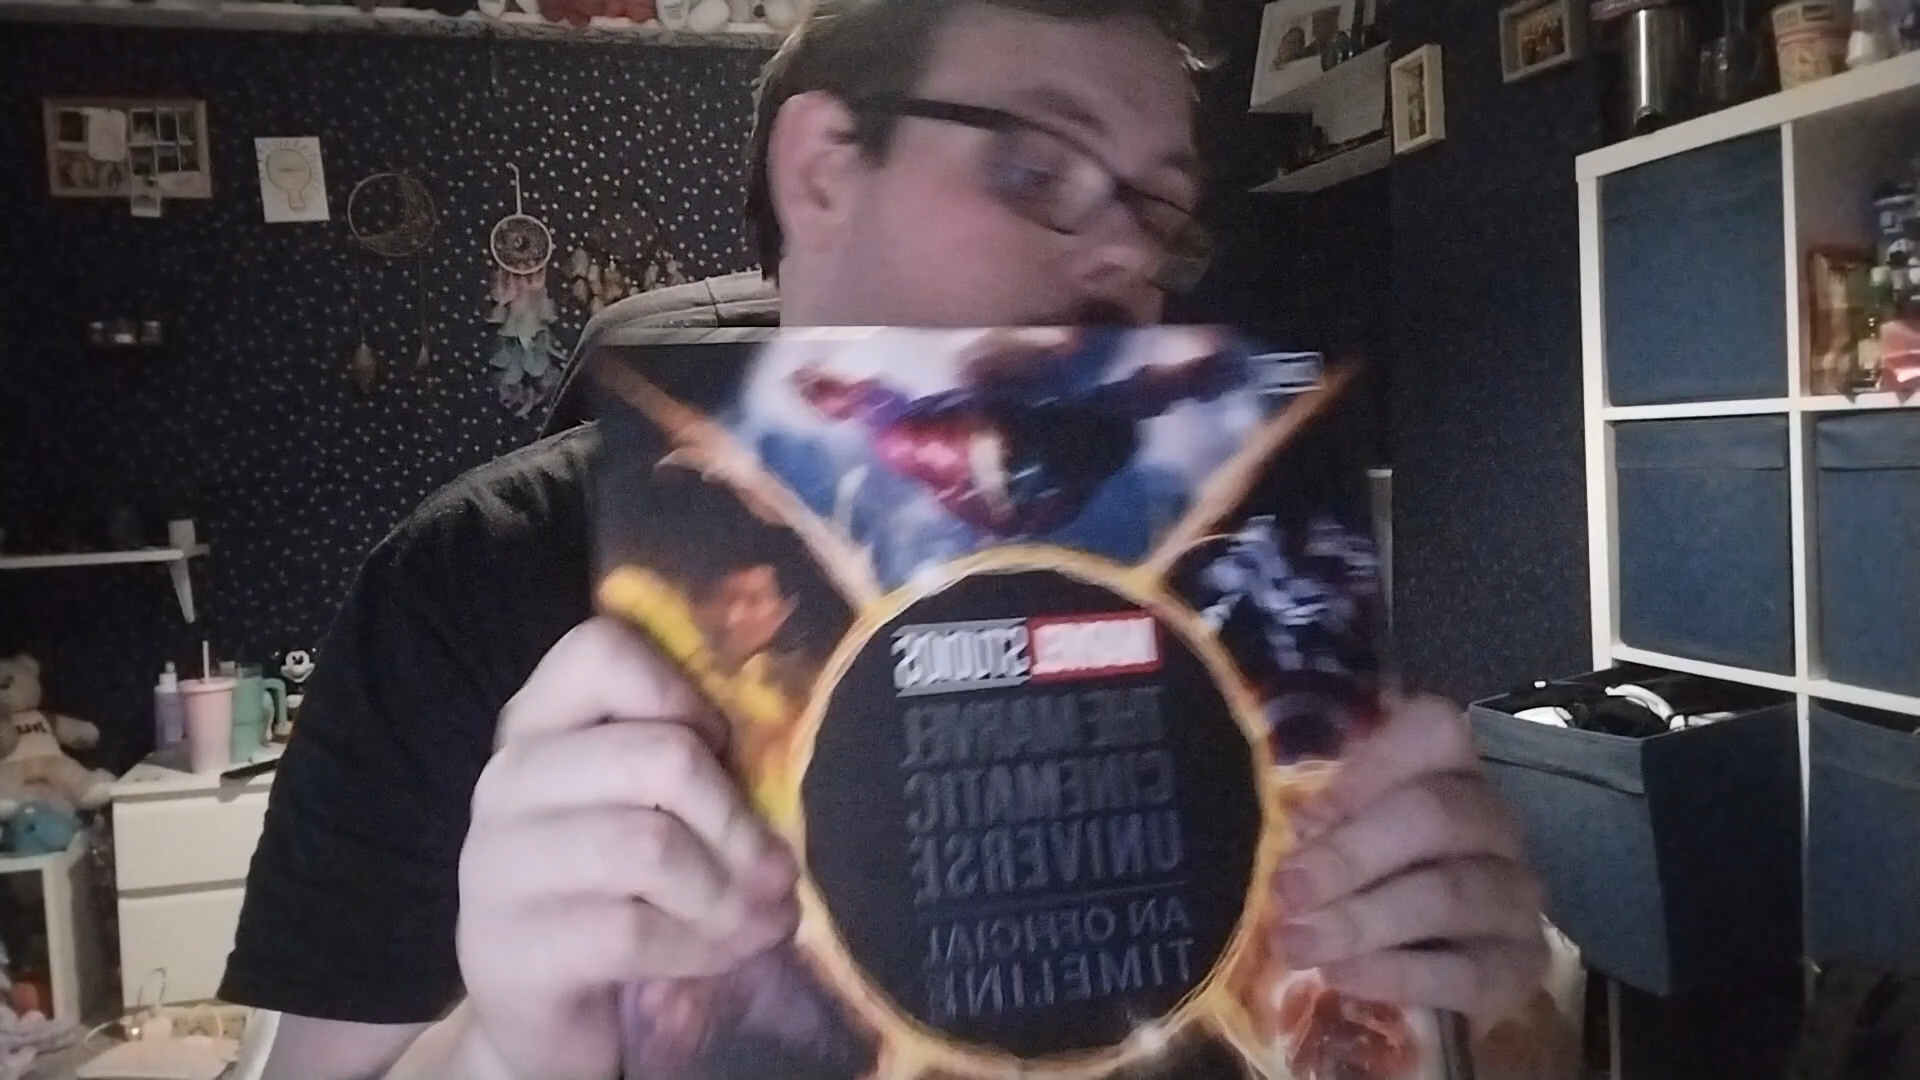 MARVEL STUDIOS
THE MARVEL
CINEMATIC
UNIVERSE
AN OFFICIAL
TIMELINE